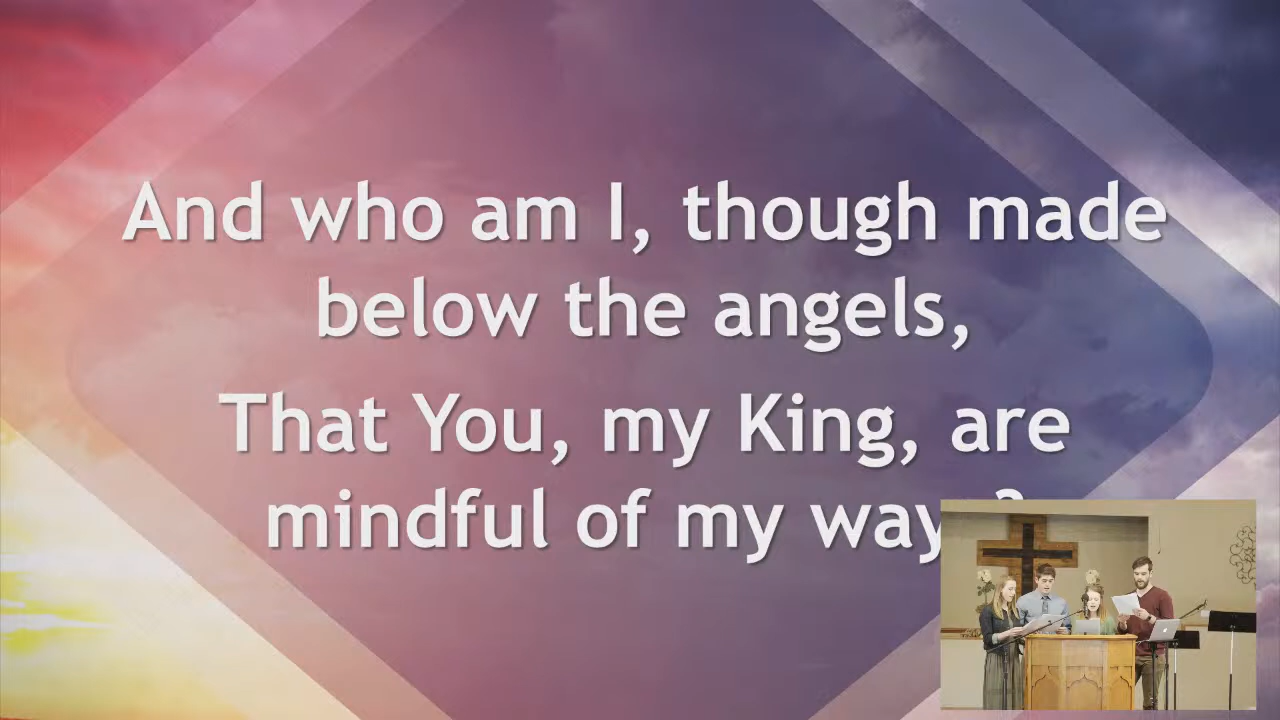 And who am I, though made
below the angels,
That You, my King, are
mindful of my way ?